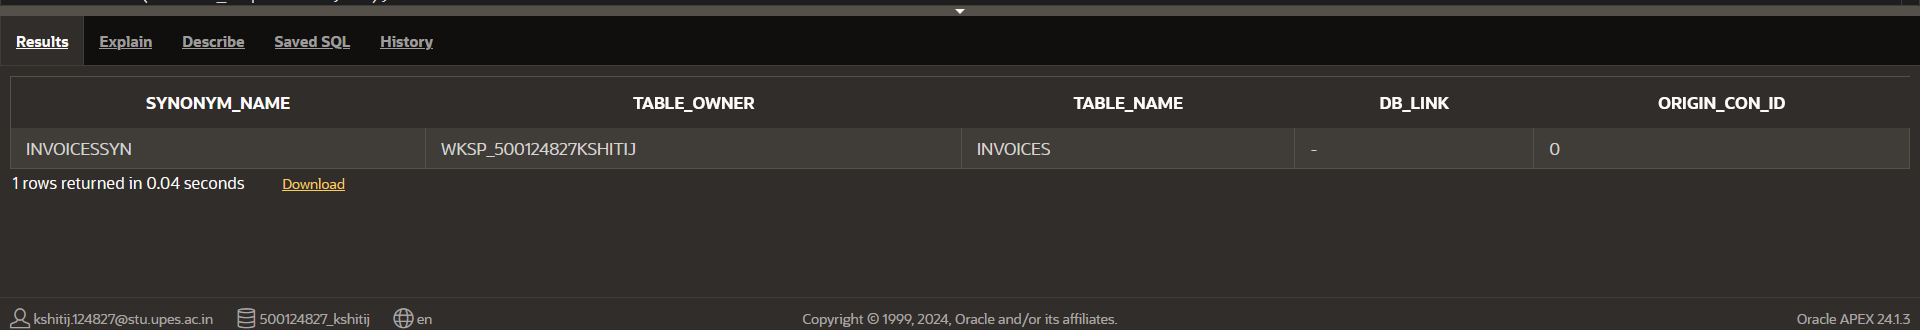 Results Explain Describe Saved SQL History
SYNONYM_NAME TABLE_OWNER TABLE_NAME DB_LINK ORIGIN_CON_ID
INVOICESSYN WKSP_500124827KSHITIJ INVOICES - 0
1 rows returned in 0.04 seconds Download
kshitij.124827@stu.upes.ac.in 500124827_kshitij en Copyright © 1999, 2024, Oracle and/or its affiliates. Oracle APEX 24.1.3